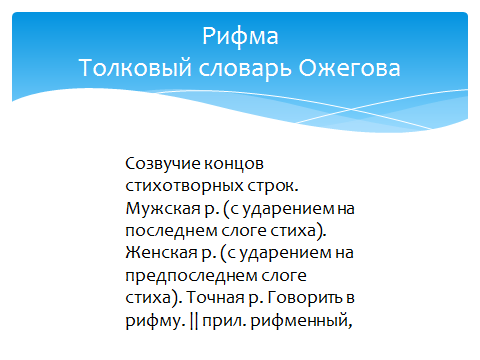 Рифма
Толковый словарь Ожегова
Созвучие концов
стихотворных строк.
Мужская р. (с ударением на
последнем слоге стиха).
Женская р. (с ударением на
предпоследнем слоге
стиха). Точная р. Говорить в
рифму. || прил. рифменный,